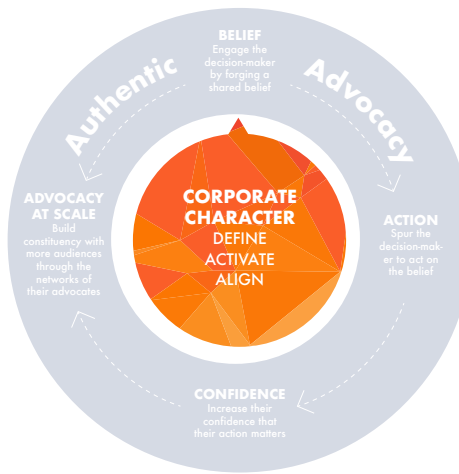 BELIEF
Engage the
decision-maker
by forging a
shared belief
Authentic
Advocacy
ADVOCACY
AT SCALE
Build
constituency with
more audiences
through the
networks of
their advocates
CORPORATE
CHARACTER
DEFINE
ACTIVATE
ALIGN
ACTION
Spur the
decision-mak-
er to act on
the belief
CONFIDENCE
Increase their
confidence that
their action matters